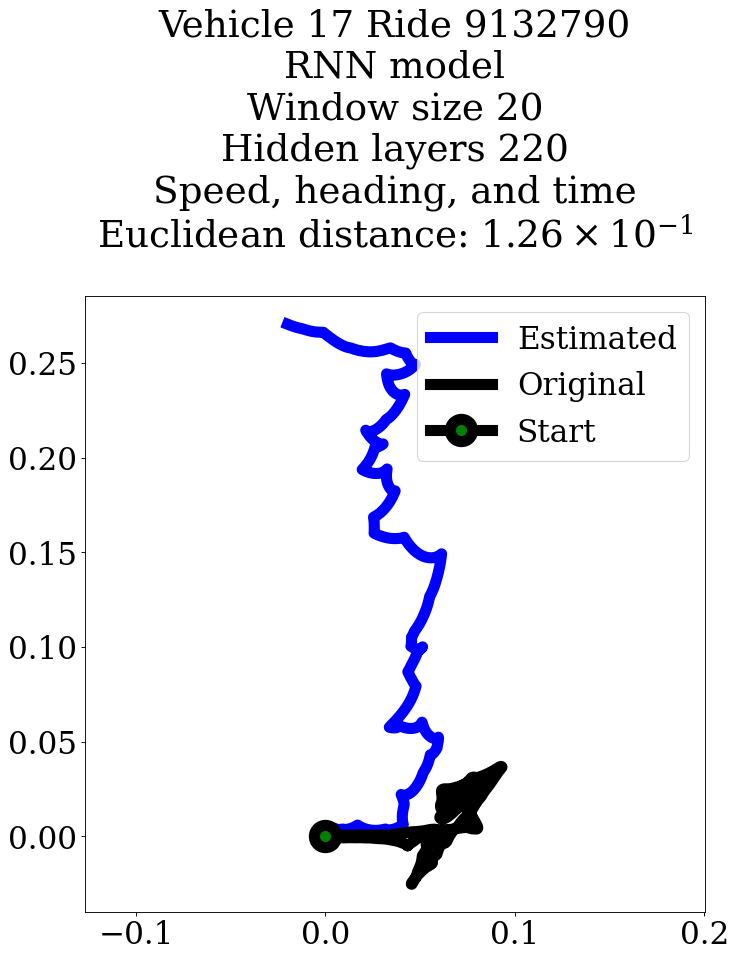 Vehicle 17 Ride 9132790
RNN model
Window size 20
Hidden layers 220
Speed, heading, and time
Euclidean distance: 1.26 × 10⁻¹
Estimated
Original
Start
0.25
0.20
0.15
0.10
0.05
0.00
−0.1
0.0
0.1
0.2